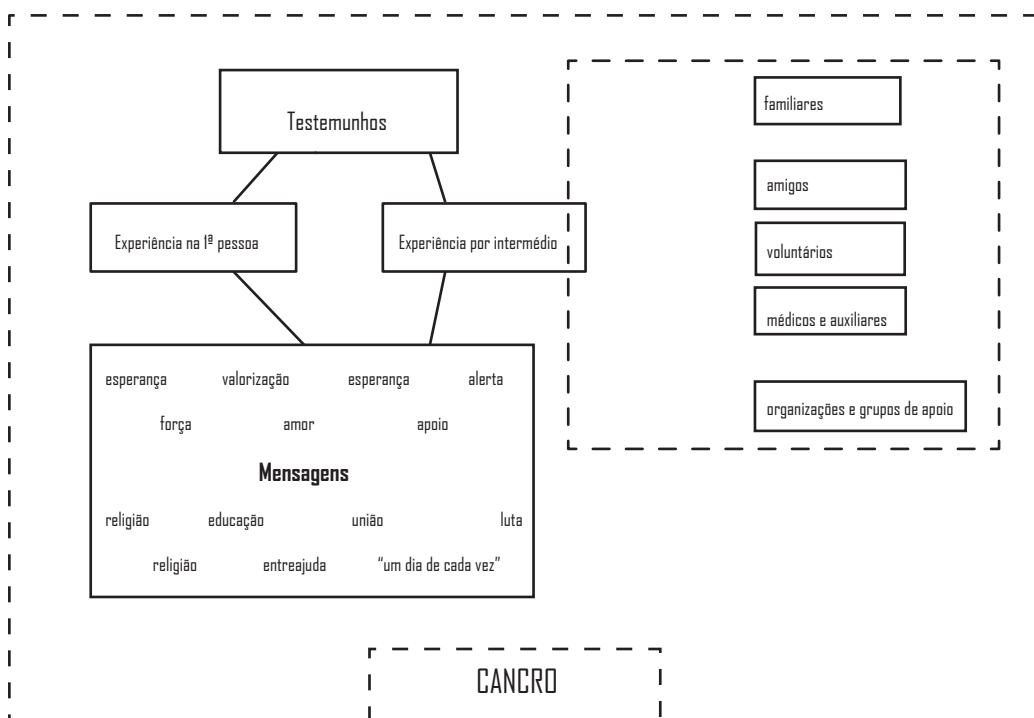 Testemunhos
Experiência na 1ª pessoa
Experiência por intermédio
familiares
amigos
voluntários
médicos e auxiliares
organizações e grupos de apoio
esperança valorização esperança alerta
força amor apoio
Mensagens
religião educação união luta
religião entreajuda “um dia de cada vez”
CANCRO